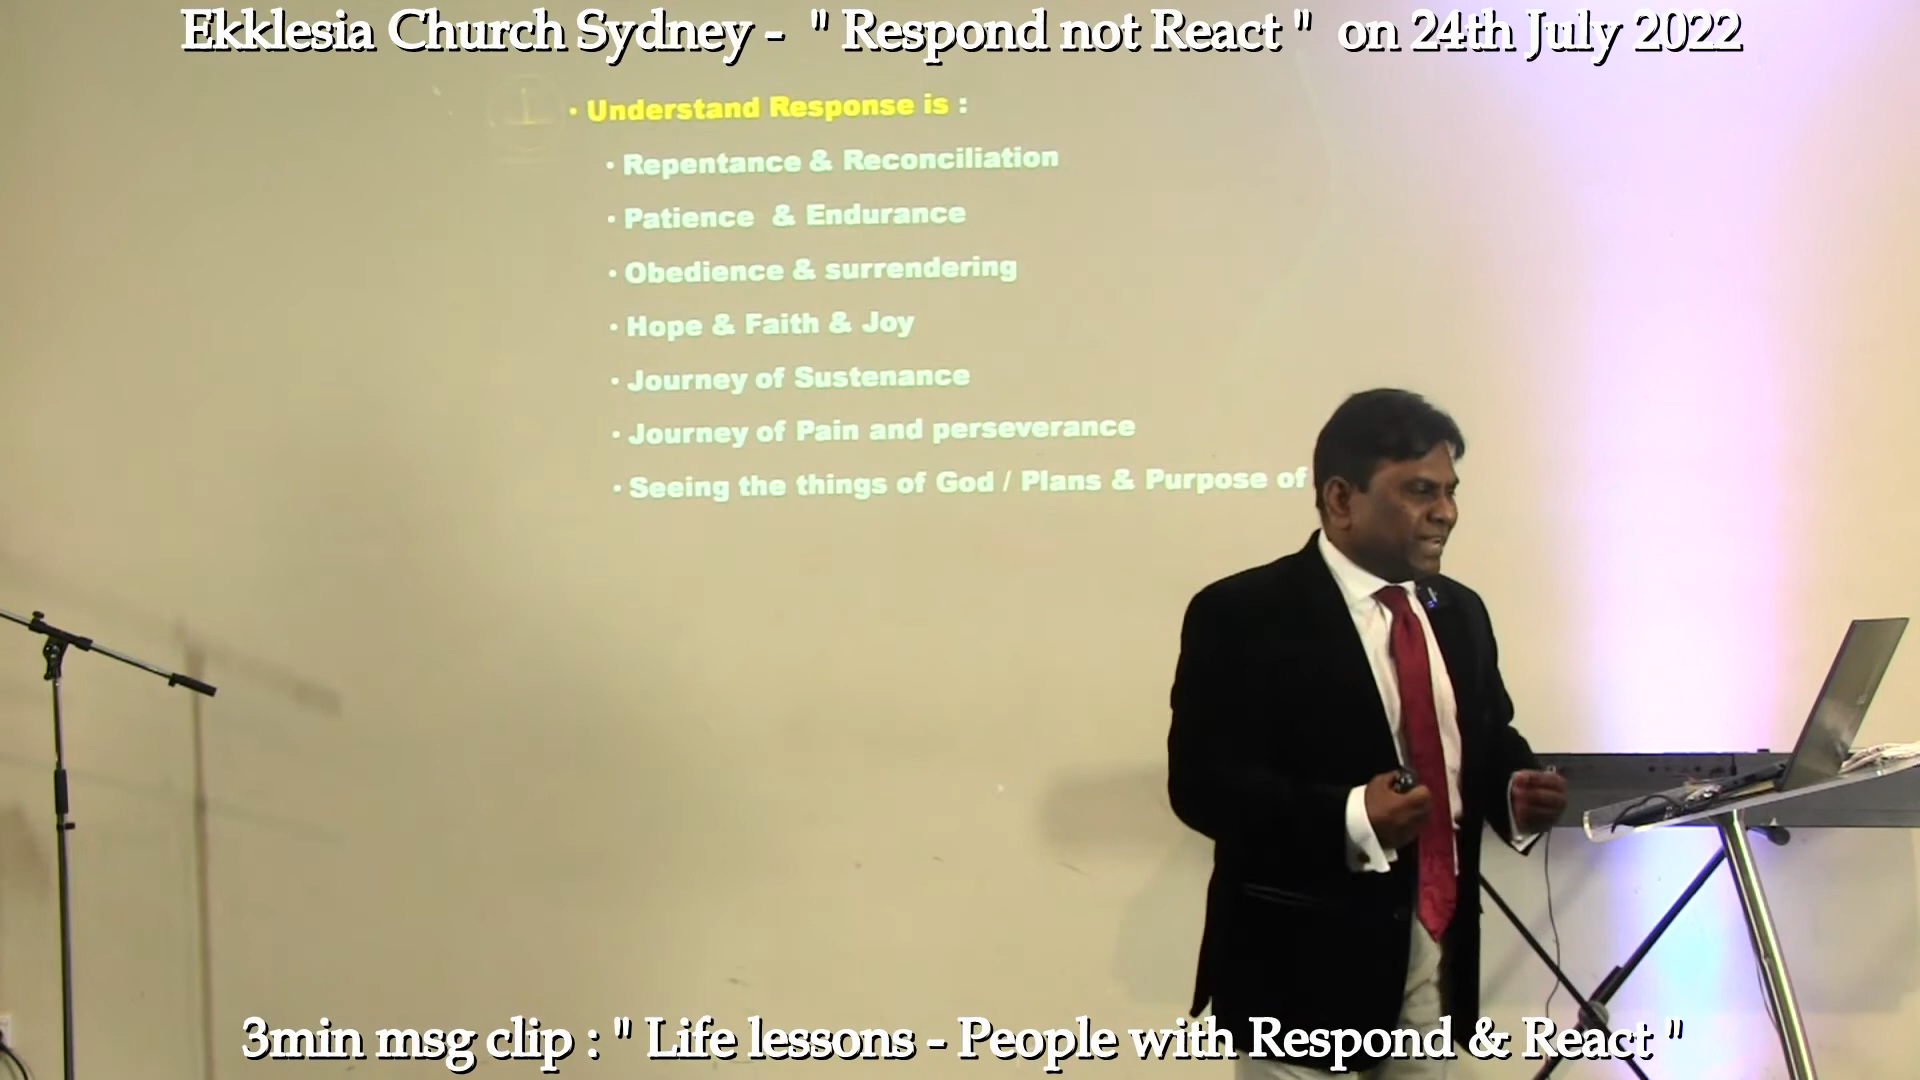 Ekklesia Church Sydney - " Respond not React " on 24th July 2022
• Understand Response is :
• Repentance & Reconciliation
• Patience & Endurance
• Obedience & surrendering
• Hope & Faith & Joy
• Journey of Sustenance
• Journey of Pain and perseverance
• Seeing the things of God / Plans & Purpose of
3min msg clip : " Life lessons - People with Respond & React "